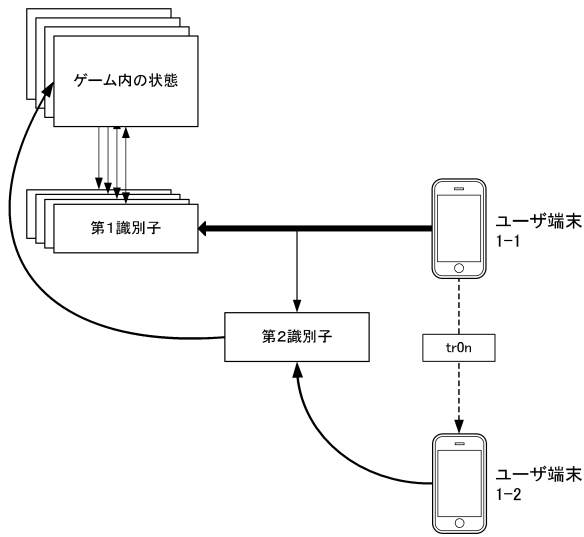 ゲーム内の状態
第1識別子
ユーザ端末
1-1
第2識別子
tr0n
ユーザ端末
1-2